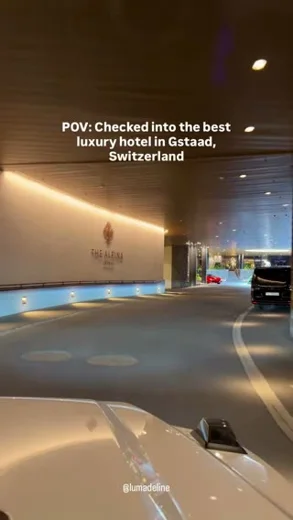 POV: Checked into the best
luxury hotel in Gstaad,
Switzerland
THE ALPINA
@lumadeline